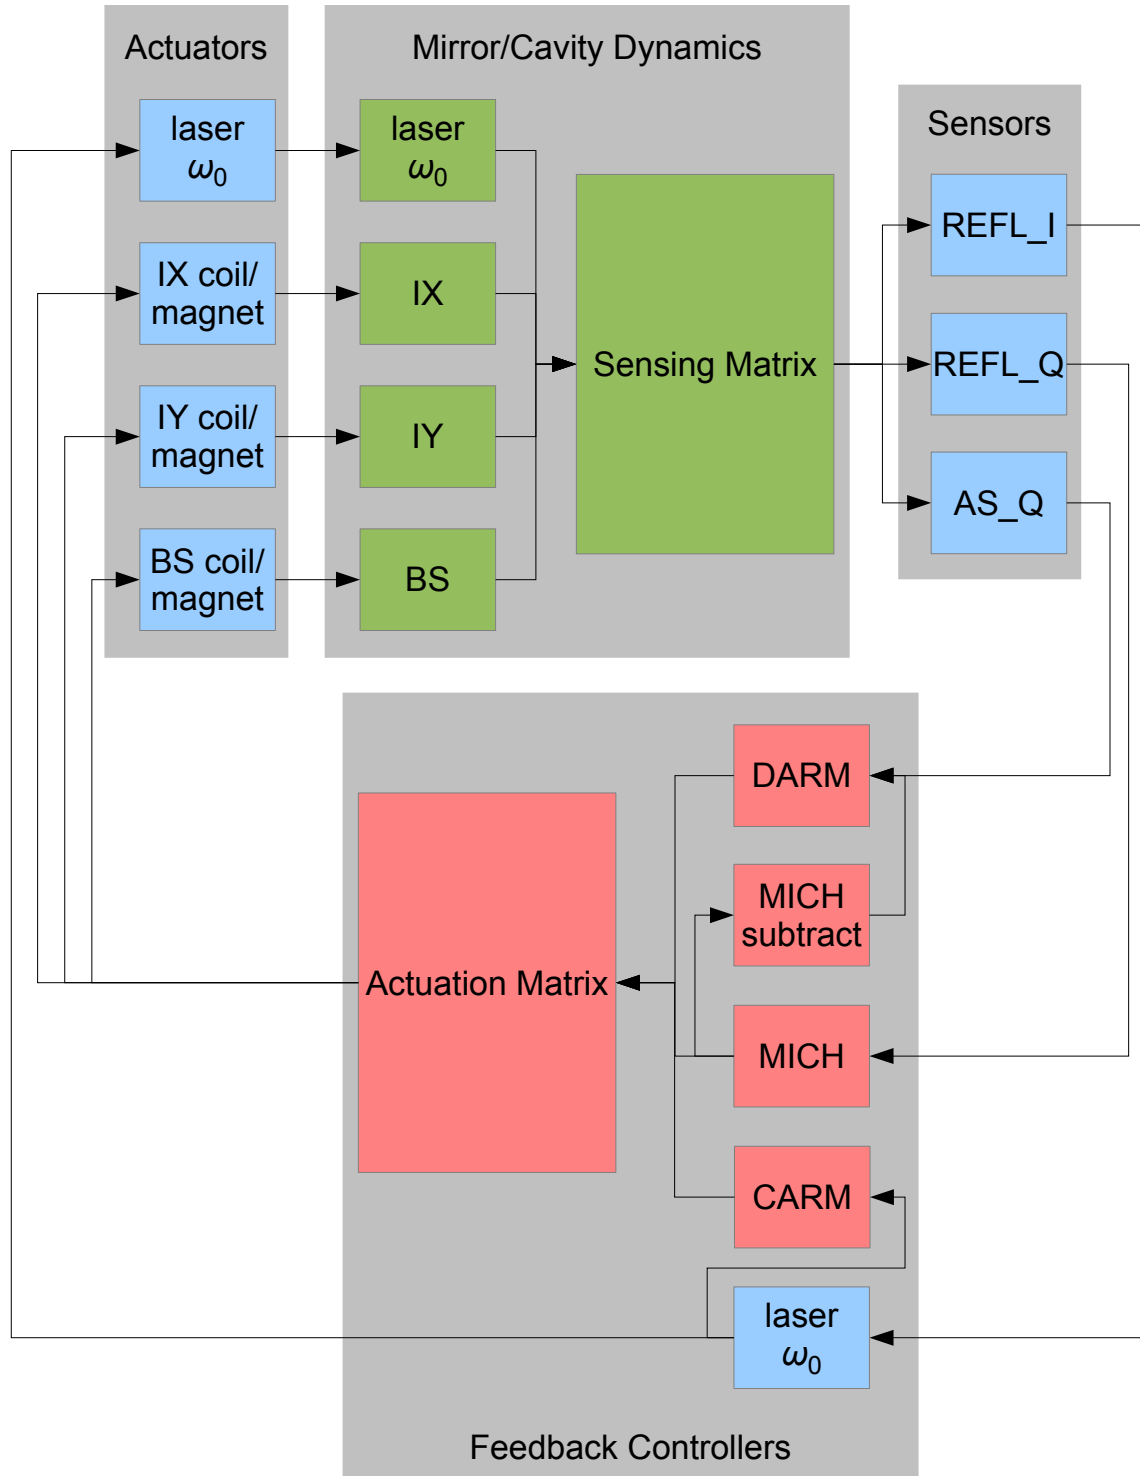 Actuators
laser
ω₀
IX coil/
magnet
IY coil/
magnet
BS coil/
magnet
Mirror/Cavity Dynamics
laser
ω₀
IX
IY
BS
Sensing Matrix
Sensors
REFL_I
REFL_Q
AS_Q
DARM
MICH
subtract
Actuation Matrix
MICH
CARM
laser
ω₀
Feedback Controllers